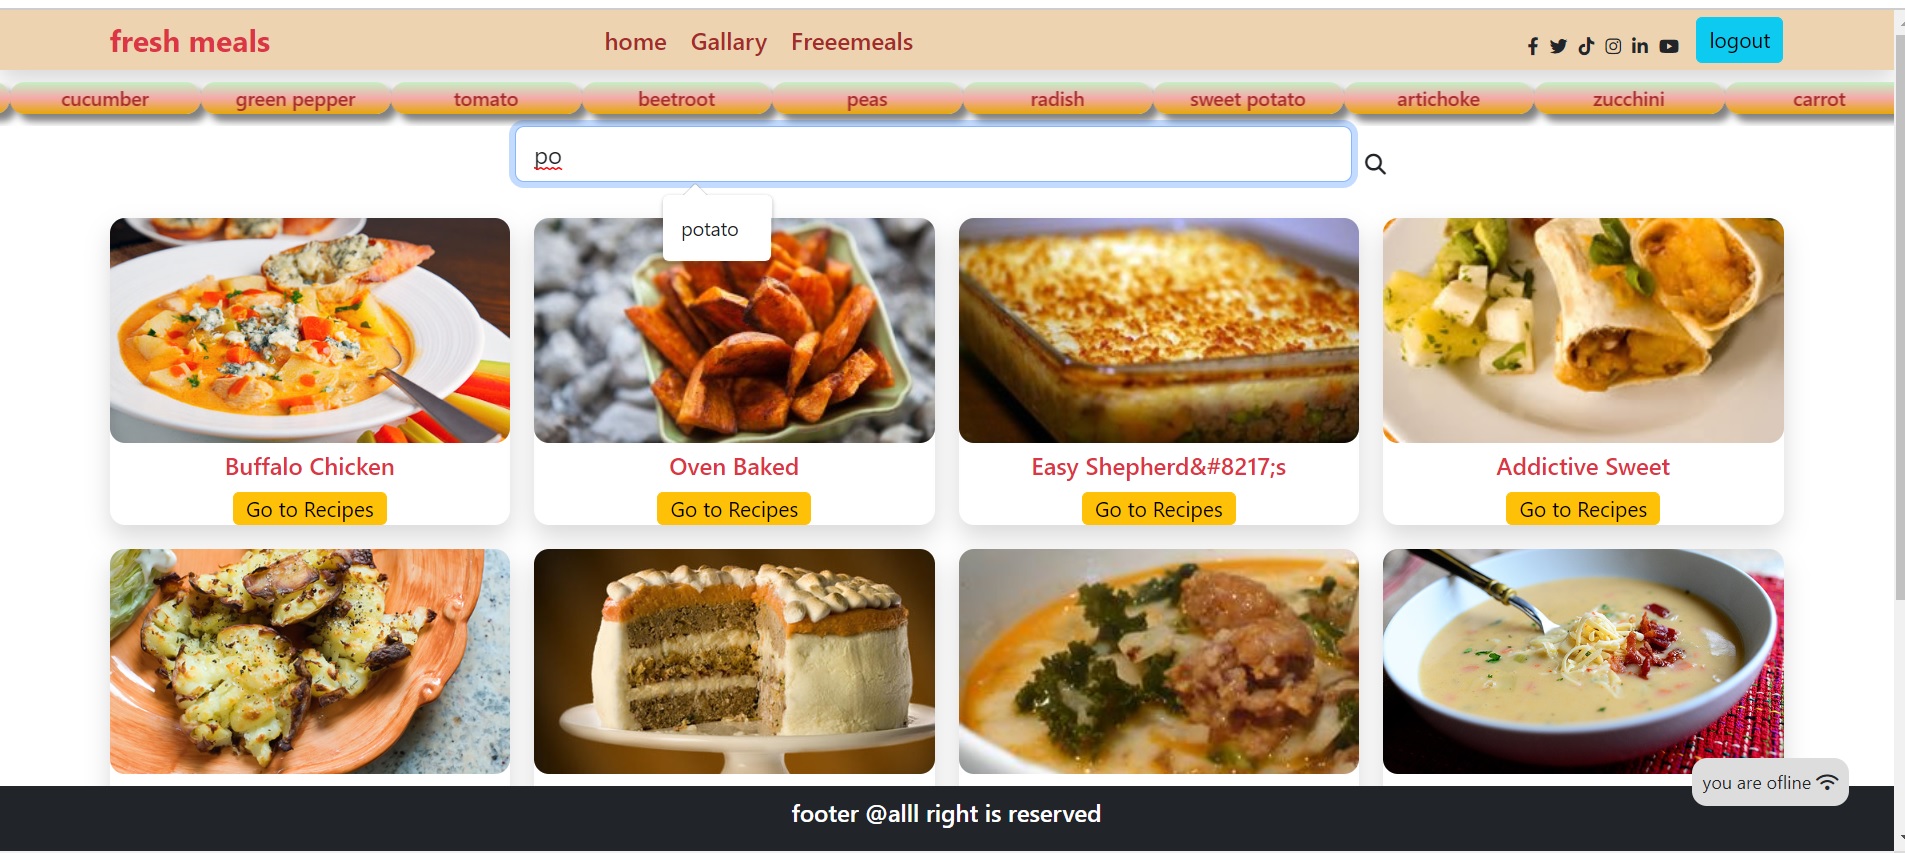 fresh meals home Gallary Freeemeals logout
cucumber green pepper tomato beetroot peas radish sweet potato artichoke zucchini carrot
po
potato
Buffalo Chicken Oven Baked Easy Shepherd&#8217;s Addictive Sweet
Go to Recipes Go to Recipes Go to Recipes Go to Recipes
you are ofline
footer @alll right is reserved